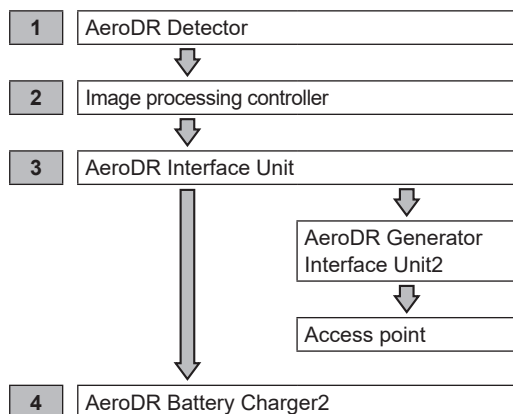 1 AeroDR Detector
2 Image processing controller
3 AeroDR Interface Unit
AeroDR Generator
Interface Unit2
Access point
4 AeroDR Battery Charger2